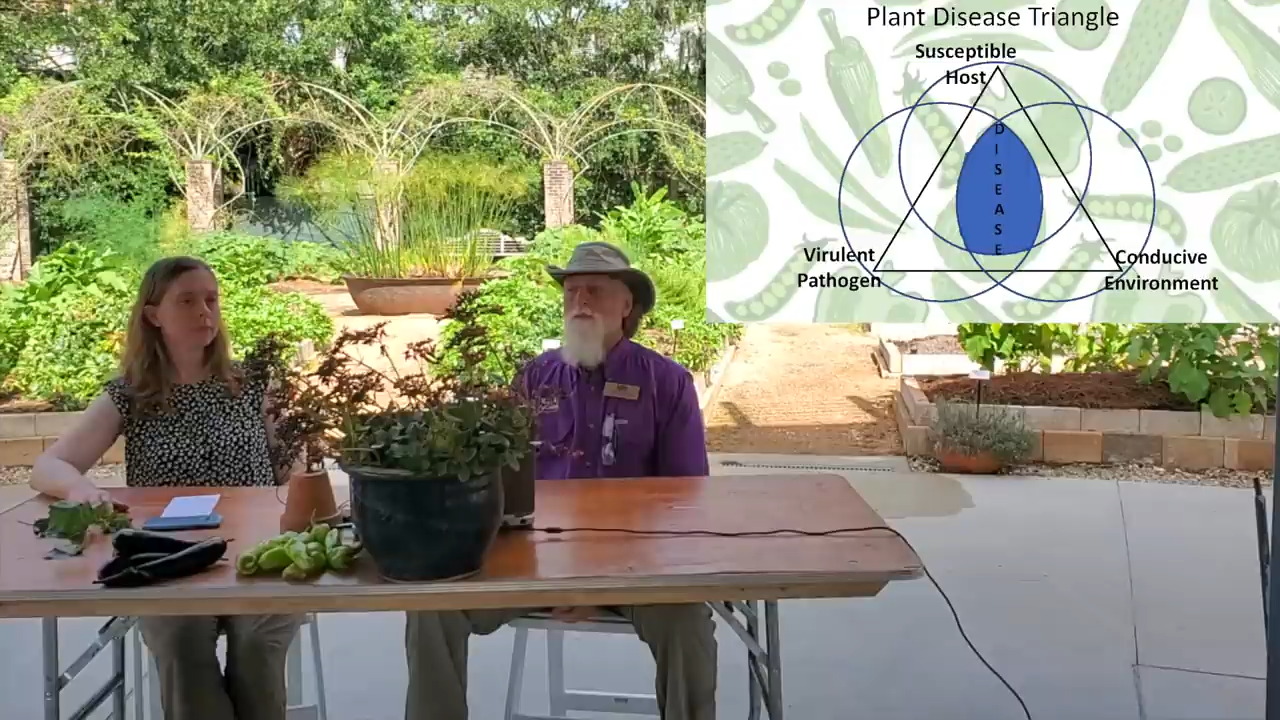 Plant Disease Triangle
Susceptible
Host
D
I
S
E
A
S
E
Virulent
Pathogen
Conducive
Environment